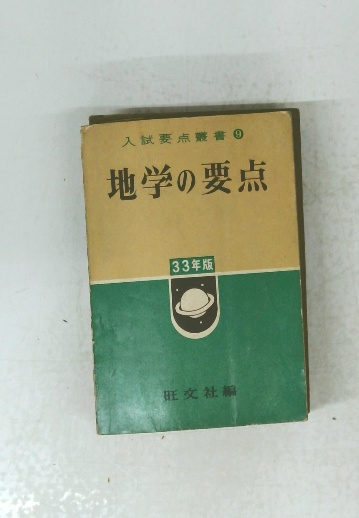 入試要点叢書⑨
地学の要点
33年版
旺文社編